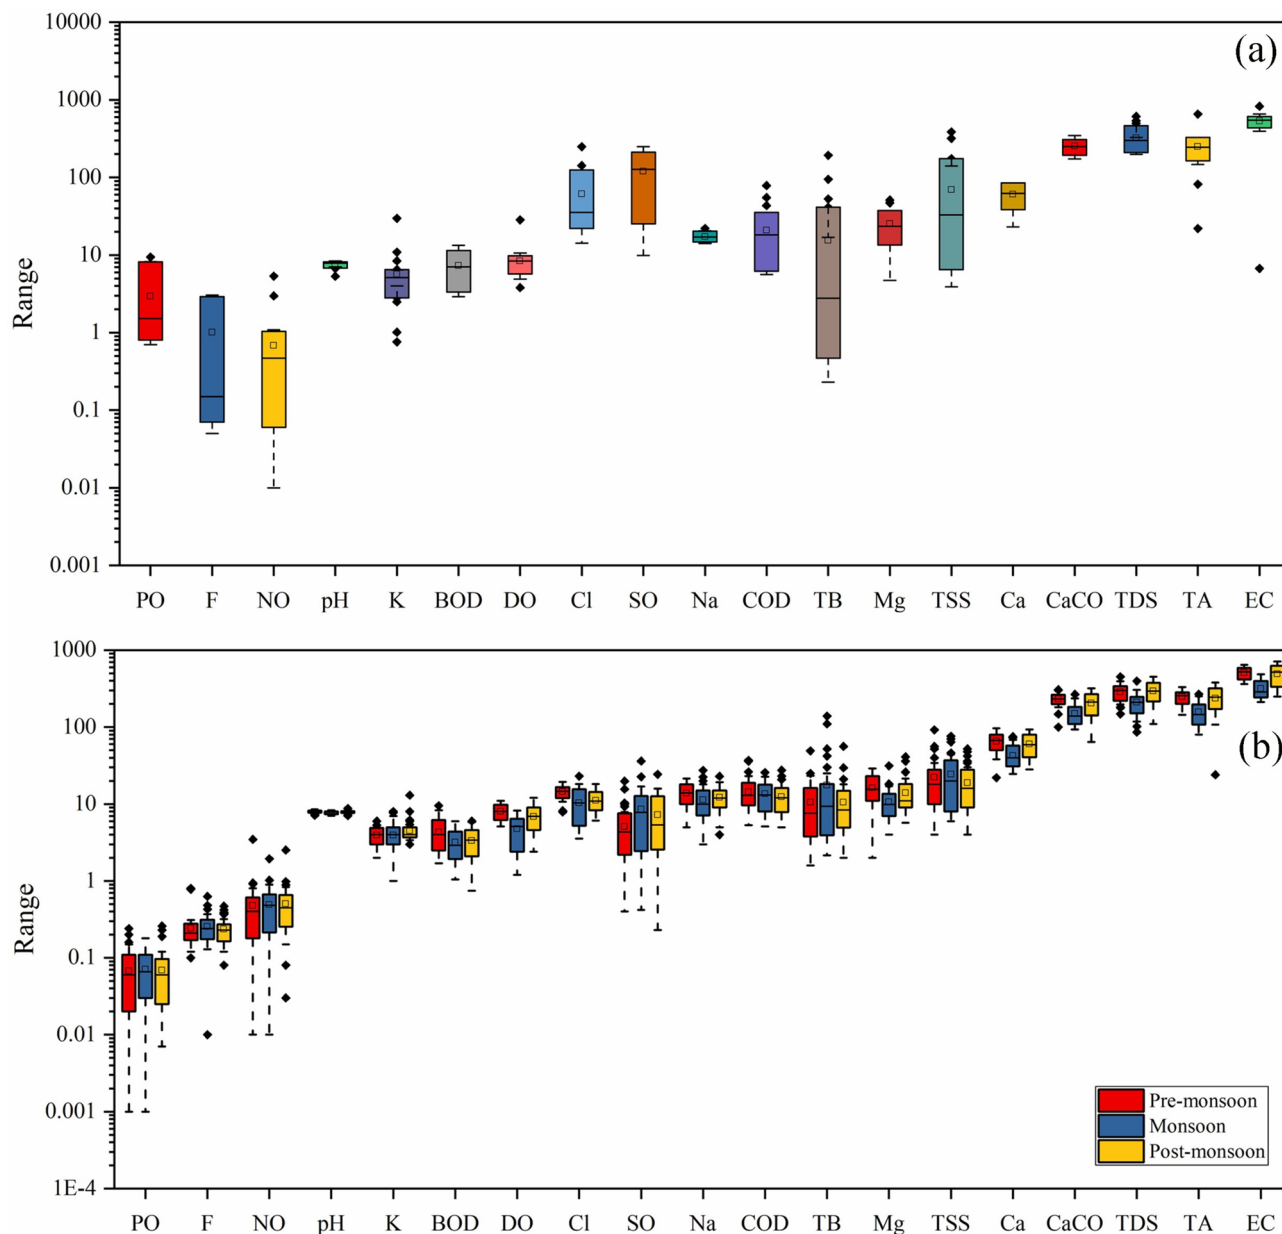 (a)
10000
1000
100
10
1
0.1
0.01
0.001
Range
PO F NO pH K BOD DO Cl SO Na COD TB Mg TSS Ca CaCO TDS TA EC
(b)
1000
100
10
1
0.1
0.01
0.001
1E-4
Range
Pre-monsoon
Monsoon
Post-monsoon
PO F NO pH K BOD DO Cl SO Na COD TB Mg TSS Ca CaCO TDS TA EC